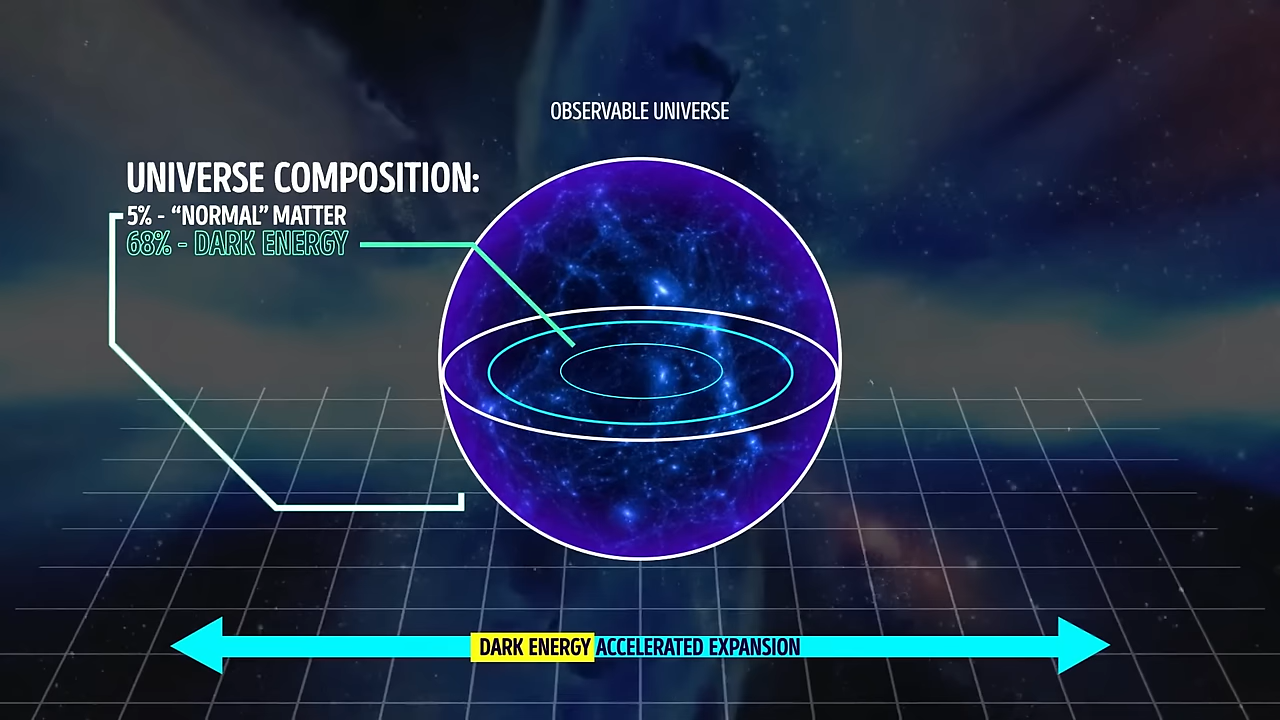 OBSERVABLE UNIVERSE
UNIVERSE COMPOSITION:
5% - “NORMAL” MATTER
68% - DARK ENERGY
DARK ENERGY ACCELERATED EXPANSION